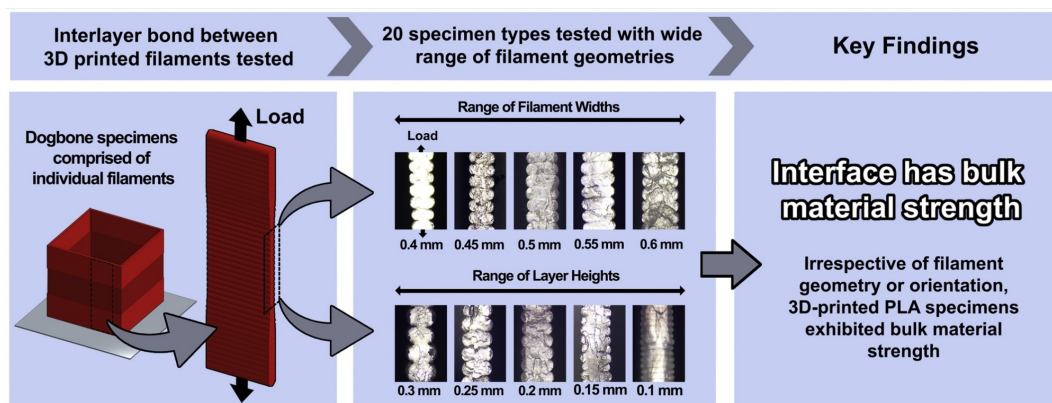 Interlayer bond between
3D printed filaments tested
20 specimen types tested with wide
range of filament geometries
Key Findings
Dogbone specimens
comprised of
individual filaments
Load
Range of Filament Widths
Load
0.4 mm
0.45 mm
0.5 mm
0.55 mm
0.6 mm
Range of Layer Heights
0.3 mm
0.25 mm
0.2 mm
0.15 mm
0.1 mm
Interface has bulk
material strength
Irrespective of filament
geometry or orientation,
3D-printed PLA specimens
exhibited bulk material
strength